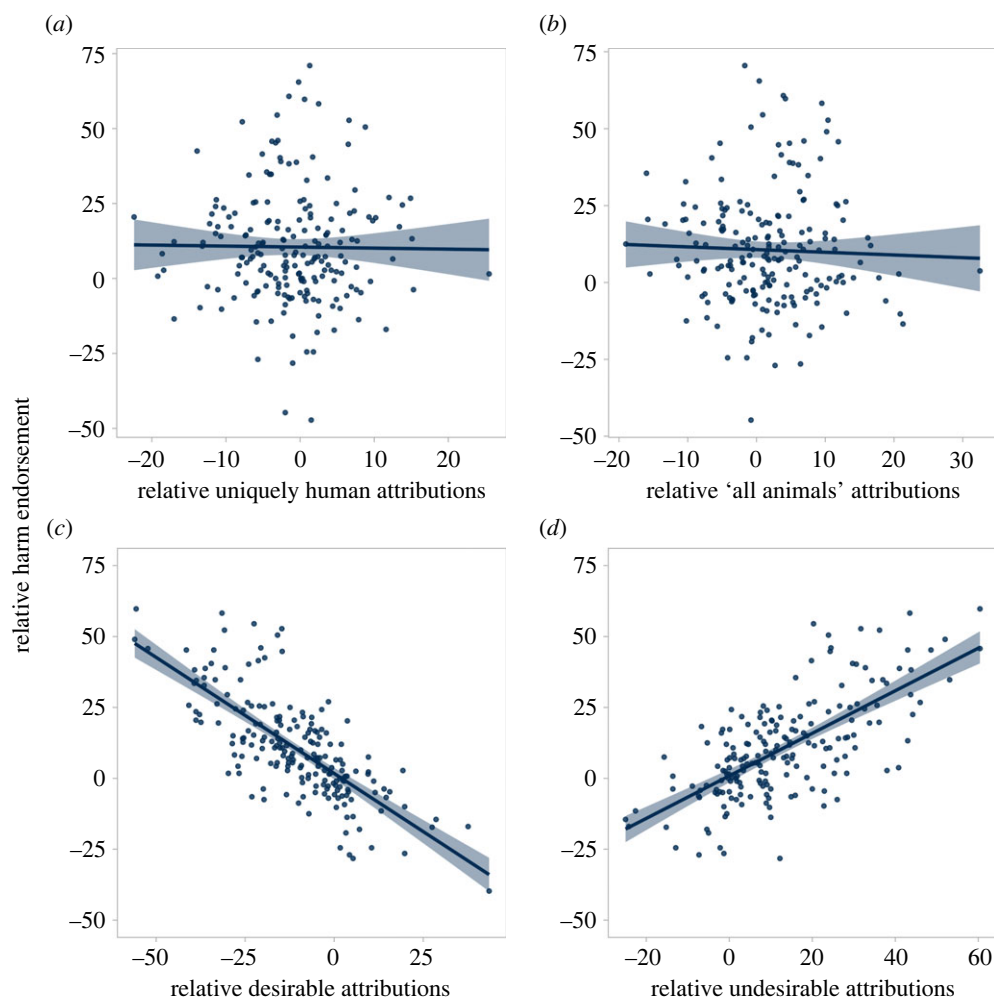 (a)
75
50
25
0
–25
–50
–20 –10 0 10 20
relative uniquely human attributions
(b)
75
50
25
0
–25
–50
–20 –10 0 10 20 30
relative ‘all animals’ attributions
relative harm endorsement
(c)
75
50
25
0
–25
–50
–50 –25 0 25
relative desirable attributions
(d)
75
50
25
0
–25
–50
–20 0 20 40 60
relative undesirable attributions